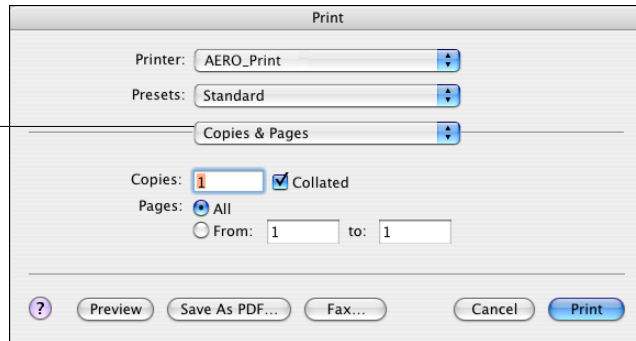 Print
Printer: AERO_Print
Presets: Standard
Copies & Pages
Copies: 1 Collated
Pages: All
From: 1 to: 1
? Preview Save As PDF... Fax... Cancel Print